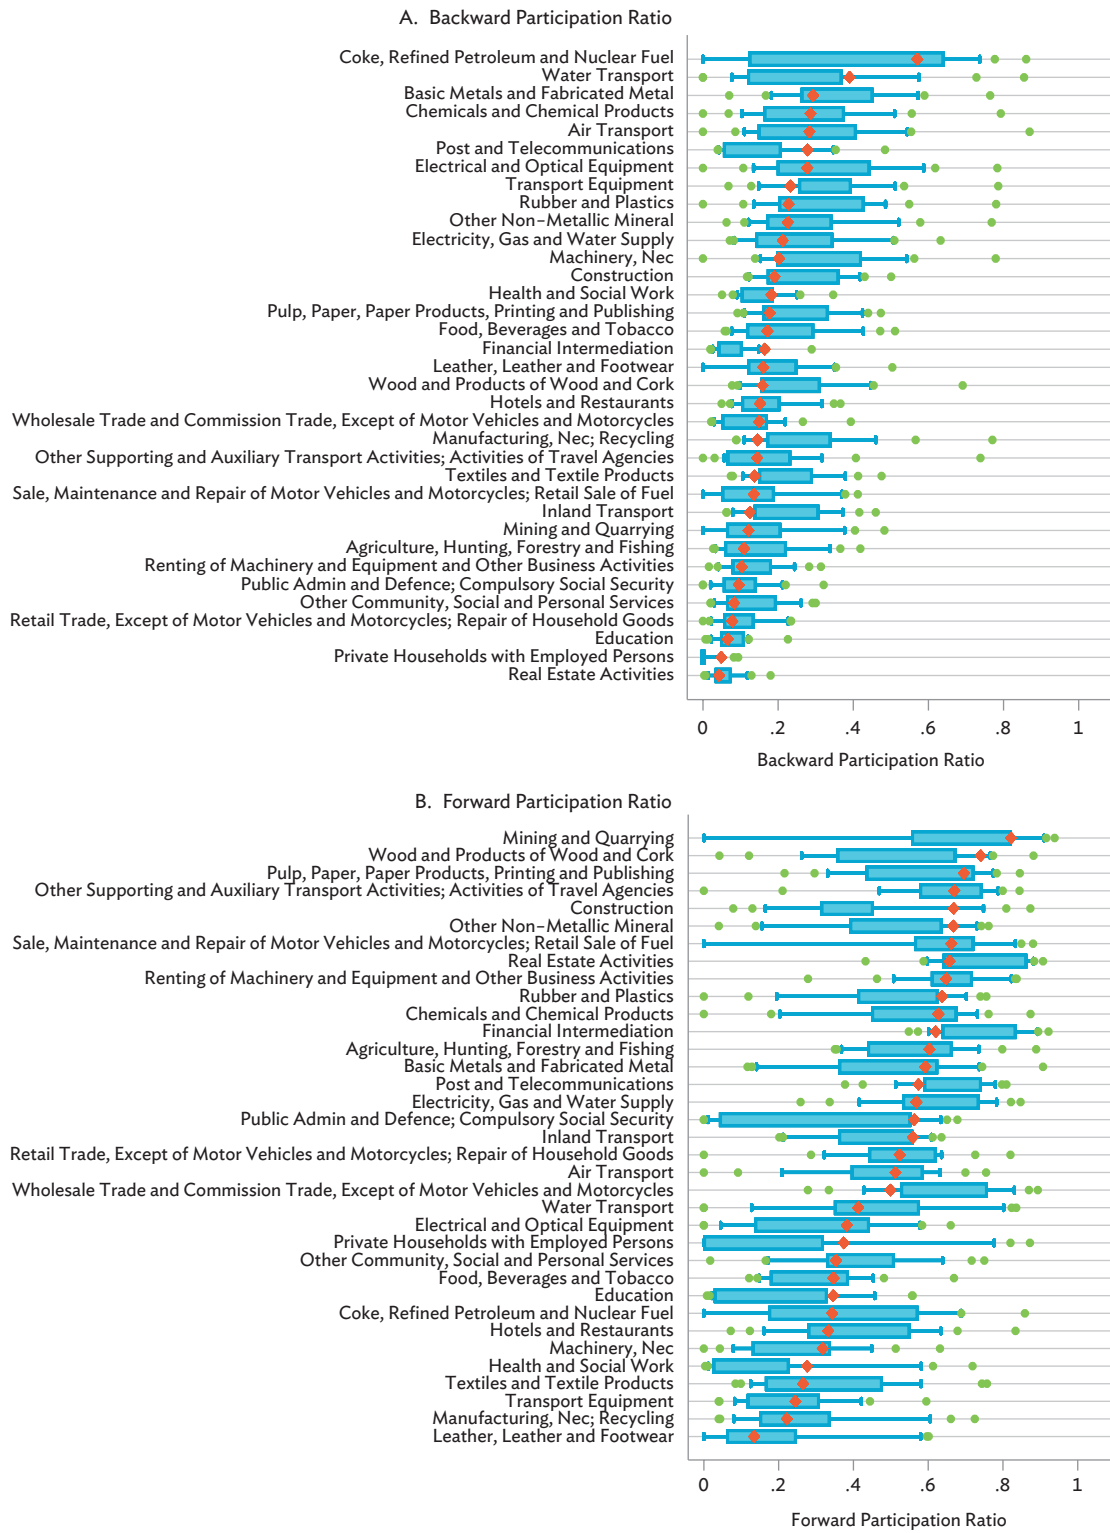 A. Backward Participation Ratio
Coke, Refined Petroleum and Nuclear Fuel
Water Transport
Basic Metals and Fabricated Metal
Chemicals and Chemical Products
Air Transport
Post and Telecommunications
Electrical and Optical Equipment
Transport Equipment
Rubber and Plastics
Other Non–Metallic Mineral
Electricity, Gas and Water Supply
Machinery, Nec
Construction
Health and Social Work
Pulp, Paper, Paper Products, Printing and Publishing
Food, Beverages and Tobacco
Financial Intermediation
Leather, Leather and Footwear
Wood and Products of Wood and Cork
Hotels and Restaurants
Wholesale Trade and Commission Trade, Except of Motor Vehicles and Motorcycles
Manufacturing, Nec; Recycling
Other Supporting and Auxiliary Transport Activities; Activities of Travel Agencies
Textiles and Textile Products
Sale, Maintenance and Repair of Motor Vehicles and Motorcycles; Retail Sale of Fuel
Inland Transport
Mining and Quarrying
Agriculture, Hunting, Forestry and Fishing
Renting of Machinery and Equipment and Other Business Activities
Public Admin and Defence; Compulsory Social Security
Other Community, Social and Personal Services
Retail Trade, Except of Motor Vehicles and Motorcycles; Repair of Household Goods
Education
Private Households with Employed Persons
Real Estate Activities
0 .2 .4 .6 .8 1
Backward Participation Ratio
B. Forward Participation Ratio
Mining and Quarrying
Wood and Products of Wood and Cork
Pulp, Paper, Paper Products, Printing and Publishing
Other Supporting and Auxiliary Transport Activities; Activities of Travel Agencies
Construction
Other Non–Metallic Mineral
Sale, Maintenance and Repair of Motor Vehicles and Motorcycles; Retail Sale of Fuel
Real Estate Activities
Renting of Machinery and Equipment and Other Business Activities
Rubber and Plastics
Chemicals and Chemical Products
Financial Intermediation
Agriculture, Hunting, Forestry and Fishing
Basic Metals and Fabricated Metal
Post and Telecommunications
Electricity, Gas and Water Supply
Public Admin and Defence; Compulsory Social Security
Inland Transport
Retail Trade, Except of Motor Vehicles and Motorcycles; Repair of Household Goods
Air Transport
Wholesale Trade and Commission Trade, Except of Motor Vehicles and Motorcycles
Water Transport
Electrical and Optical Equipment
Private Households with Employed Persons
Other Community, Social and Personal Services
Food, Beverages and Tobacco
Education
Coke, Refined Petroleum and Nuclear Fuel
Hotels and Restaurants
Machinery, Nec
Health and Social Work
Textiles and Textile Products
Transport Equipment
Manufacturing, Nec; Recycling
Leather, Leather and Footwear
0 .2 .4 .6 .8 1
Forward Participation Ratio